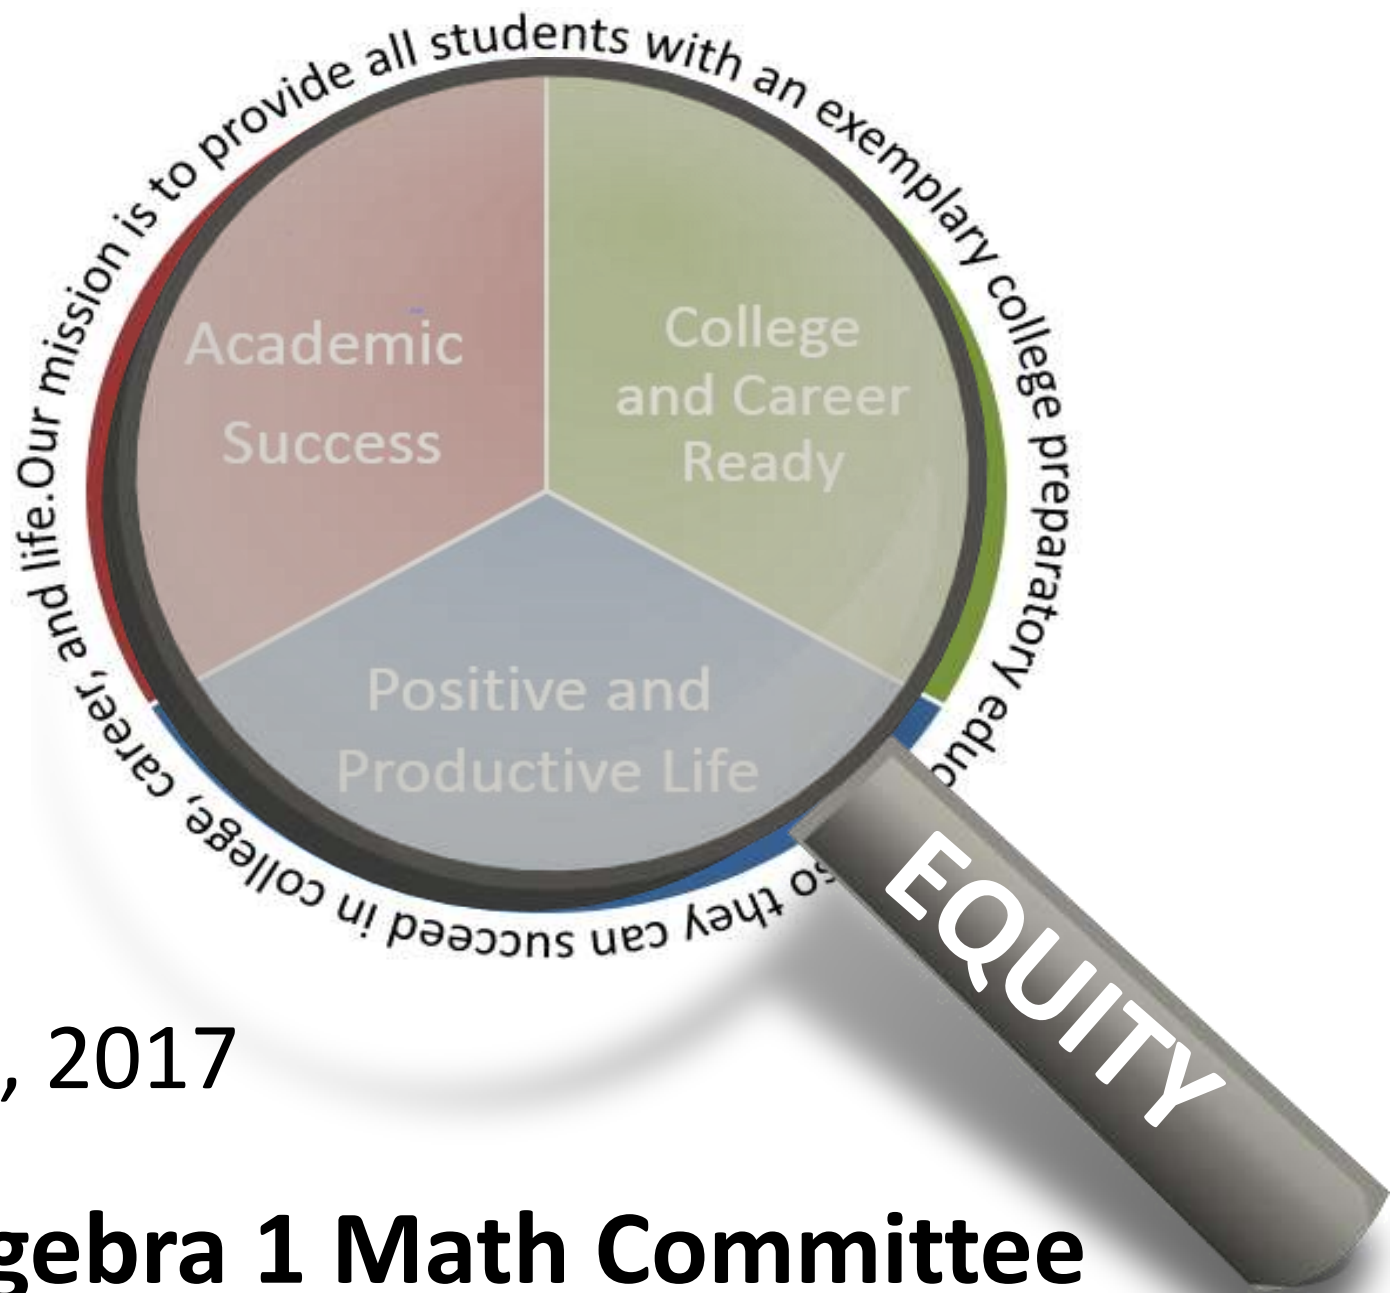 Our mission is to provide all students with an exemplary college preparatory educ
so they can succeed in college, career, and life.
Academic
Success
College
and Career
Ready
Positive and
Productive Life
EQUITY
, 2017
gebra 1 Math Committee